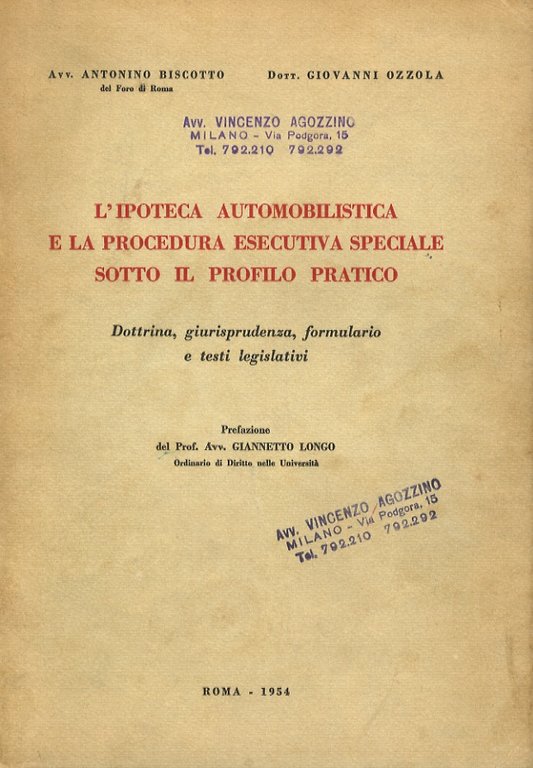 Avv. ANTONINO BISCOTTO Dott. GIOVANNI OZZOLA
del Foro di Roma
Avv. VINCENZO AGOZZINO
MILANO - Via Podgora, 15
Tel. 792.210 792.292
L'IPOTECA AUTOMOBILISTICA
E LA PROCEDURA ESECUTIVA SPECIALE
SOTTO IL PROFILO PRATICO
Dottrina, giurisprudenza, formulario
e testi legislativi
Prefazione
del Prof. Avv. GIANNETTO LONGO
Ordinario di Diritto nelle Università
Avv. VINCENZO AGOZZINO
MILANO - Via Podgora, 15
Tel. 792.210 792.292
ROMA - 1954